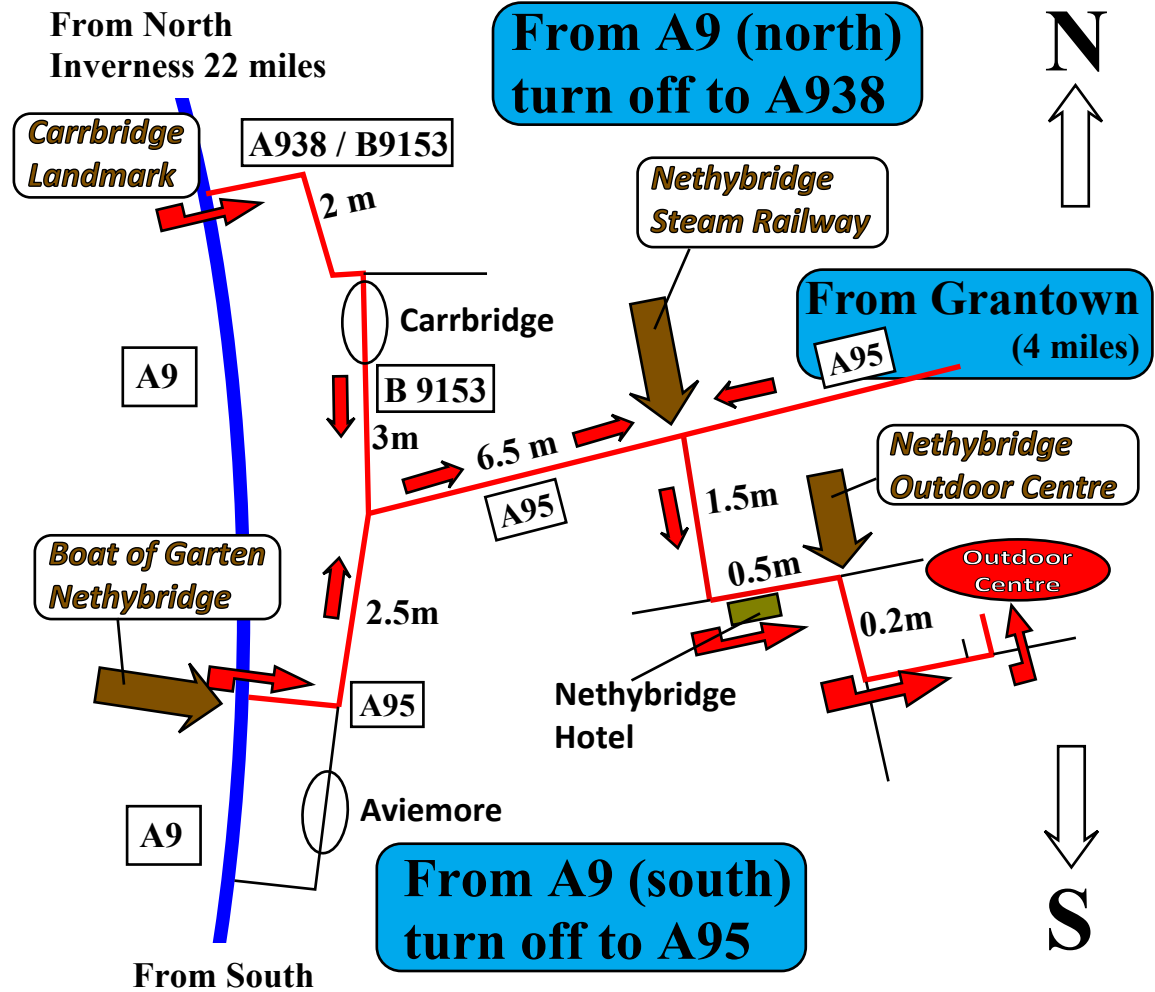 From North
Inverness 22 miles
From A9 (north)
turn off to A938
N
Carrbridge
Landmark
A938 / B9153
2 m
Nethybridge
Steam Railway
From Grantown
(4 miles)
A95
Carrbridge
A9
B 9153
3m
6.5 m
A95
Nethybridge
Outdoor Centre
1.5m
0.5m
Outdoor
Centre
0.2m
Boat of Garten
Nethybridge
2.5m
A95
Nethybridge
Hotel
Aviemore
A9
From A9 (south)
turn off to A95
S
From South